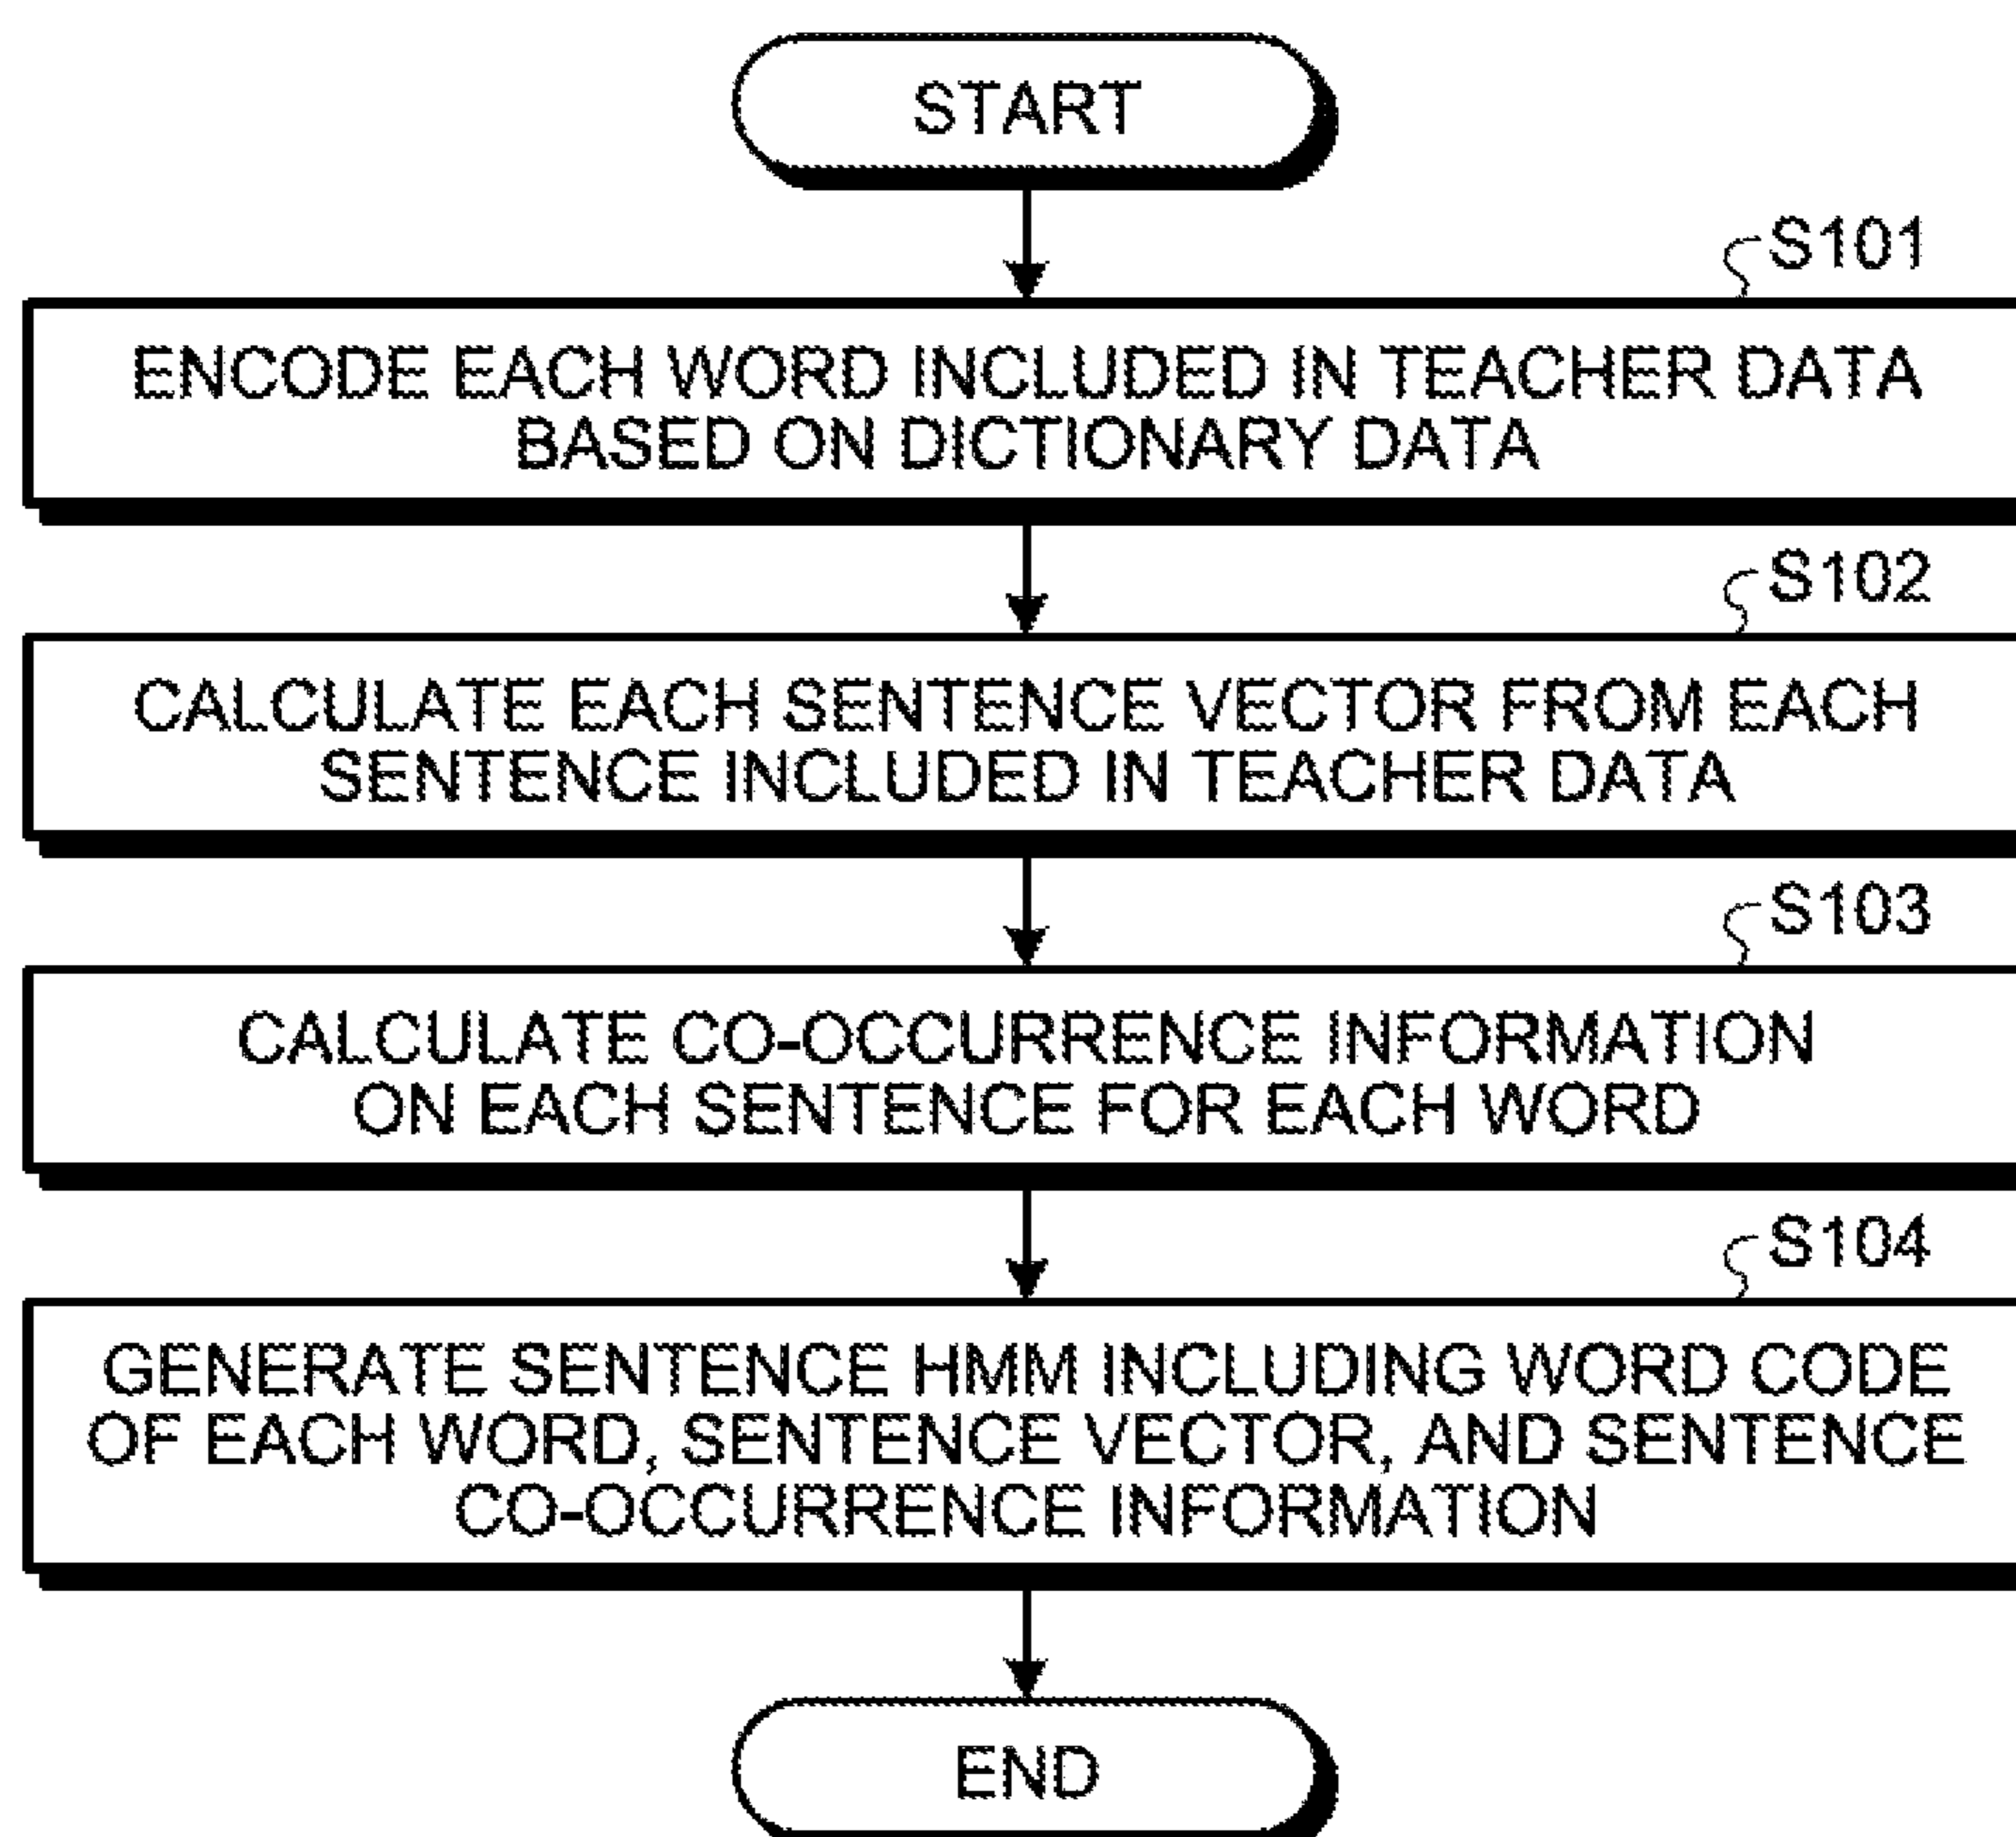 START
S101
ENCODE EACH WORD INCLUDED IN TEACHER DATA
BASED ON DICTIONARY DATA
S102
CALCULATE EACH SENTENCE VECTOR FROM EACH
SENTENCE INCLUDED IN TEACHER DATA
S103
CALCULATE CO-OCCURRENCE INFORMATION
ON EACH SENTENCE FOR EACH WORD
S104
GENERATE SENTENCE HMM INCLUDING WORD CODE
OF EACH WORD, SENTENCE VECTOR, AND SENTENCE
CO-OCCURRENCE INFORMATION
END